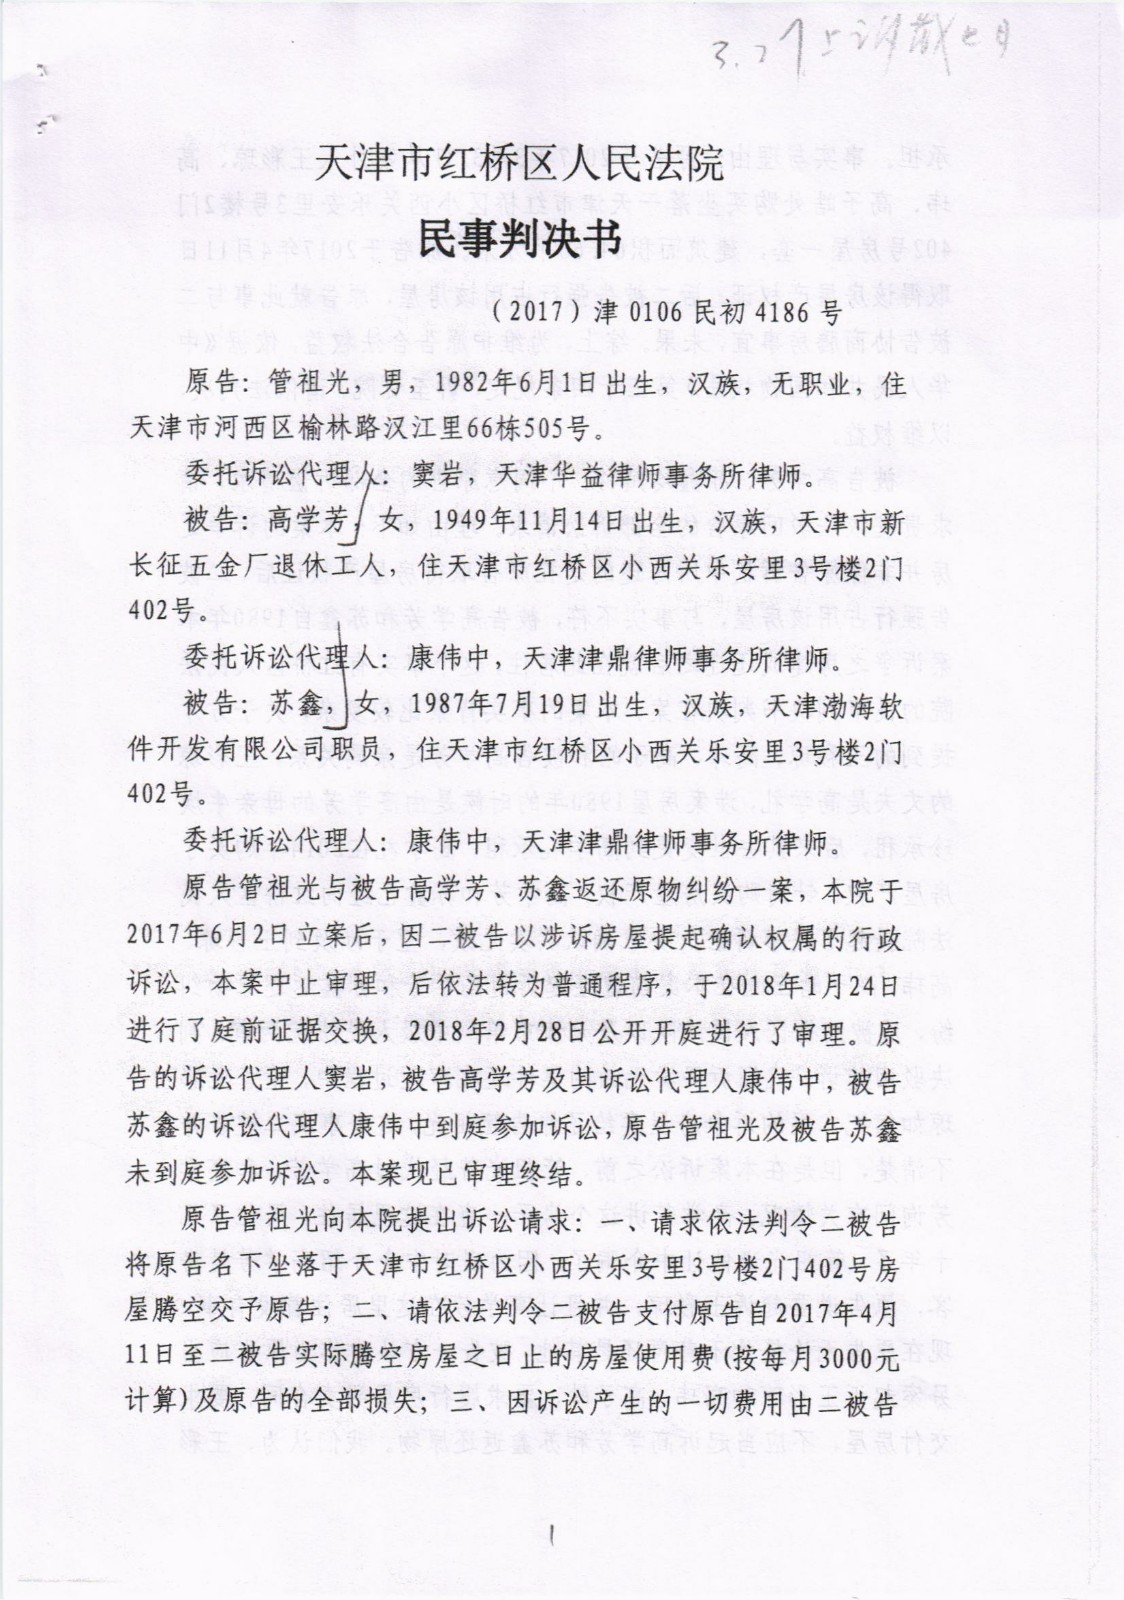 天津市红桥区人民法院
民事判决书
（2017）津 0106 民初 4186 号
原告：管祖光，男，1982年6月1日出生，汉族，无职业，住
天津市河西区榆林路汉江里66栋505号。
委托诉讼代理人：窦岩，天津华益律师事务所律师。
被告：高学芳，女，1949年11月14日出生，汉族，天津市新
长征五金厂退休工人，住天津市红桥区小西关乐安里3号楼2门
402号。
委托诉讼代理人：康伟中，天津津鼎律师事务所律师。
被告：苏鑫，女，1987年7月19日出生，汉族，天津渤海软
件开发有限公司职员，住天津市红桥区小西关乐安里3号楼2门
402号。
委托诉讼代理人：康伟中，天津津鼎律师事务所律师。
原告管祖光与被告高学芳、苏鑫返还原物纠纷一案，本院于
2017年6月2日立案后，因二被告以涉诉房屋提起确认权属的行政
诉讼，本案中止审理，后依法转为普通程序，于2018年1月24日
进行了庭前证据交换，2018年2月28日公开开庭进行了审理。原
告的诉讼代理人窦岩，被告高学芳及其诉讼代理人康伟中，被告
苏鑫的诉讼代理人康伟中到庭参加诉讼，原告管祖光及被告苏鑫
未到庭参加诉讼。本案现已审理终结。
原告管祖光向本院提出诉讼请求：一、请求依法判令二被告
将原告名下坐落于天津市红桥区小西关乐安里3号楼2门402号房
屋腾空交予原告；二、请依法判令二被告支付原告自2017年4月
11日至二被告实际腾空房屋之日止的房屋使用费(按每月3000元
计算)及原告的全部损失；三、因诉讼产生的一切费用由二被告
1